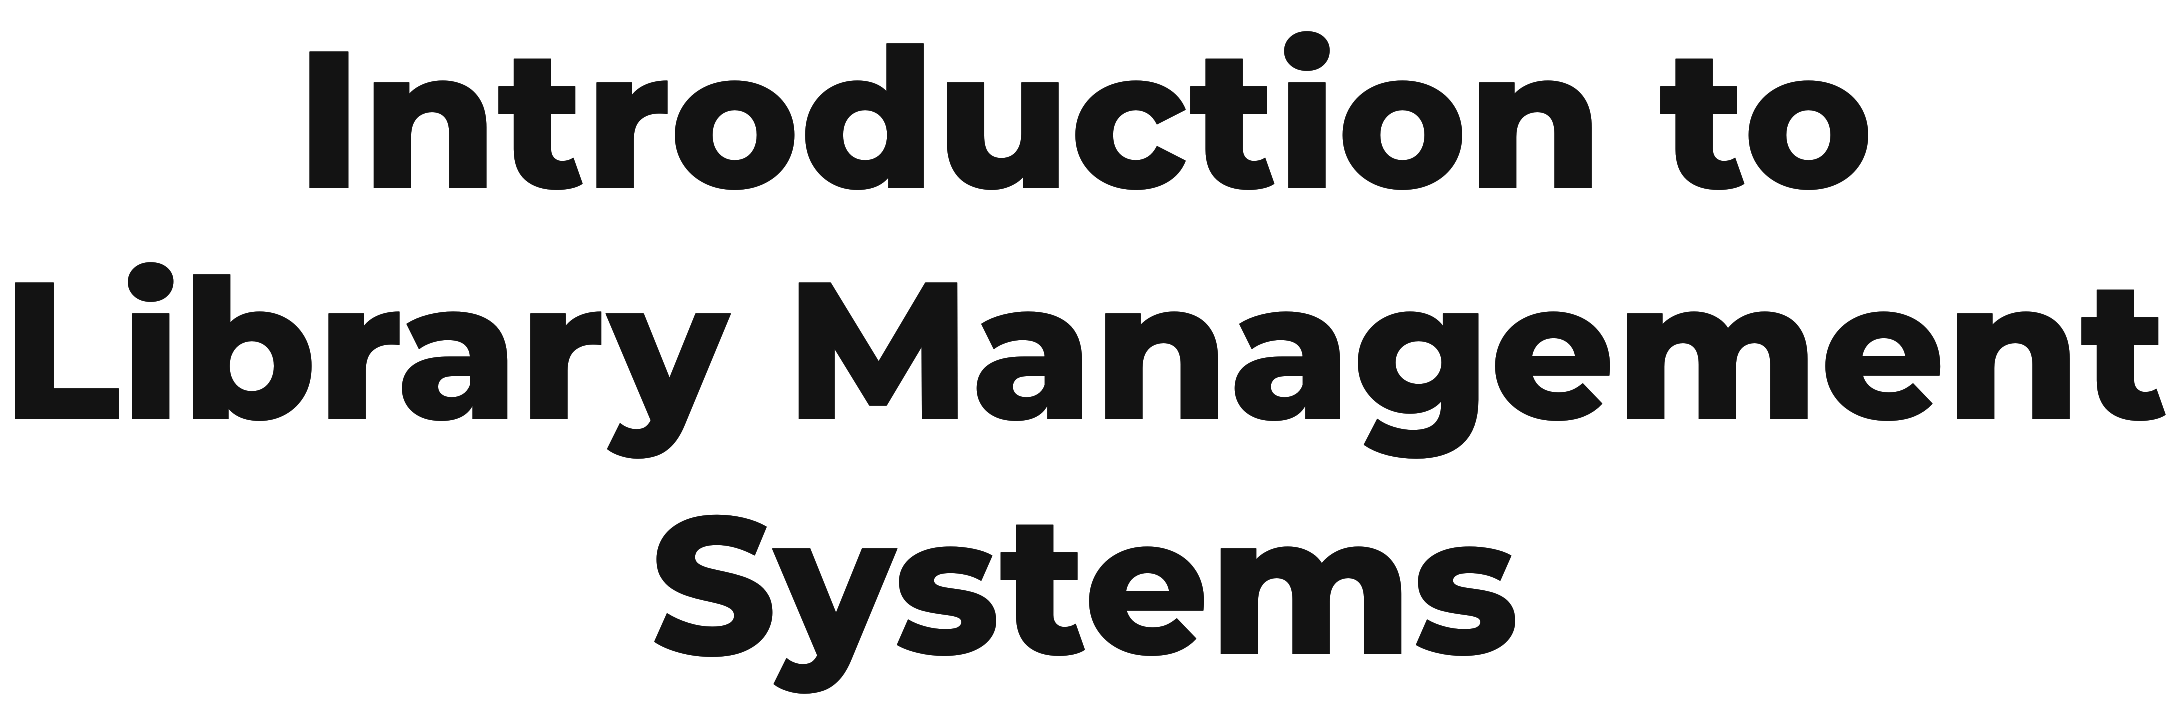 Introduction to
Library Management
Systems